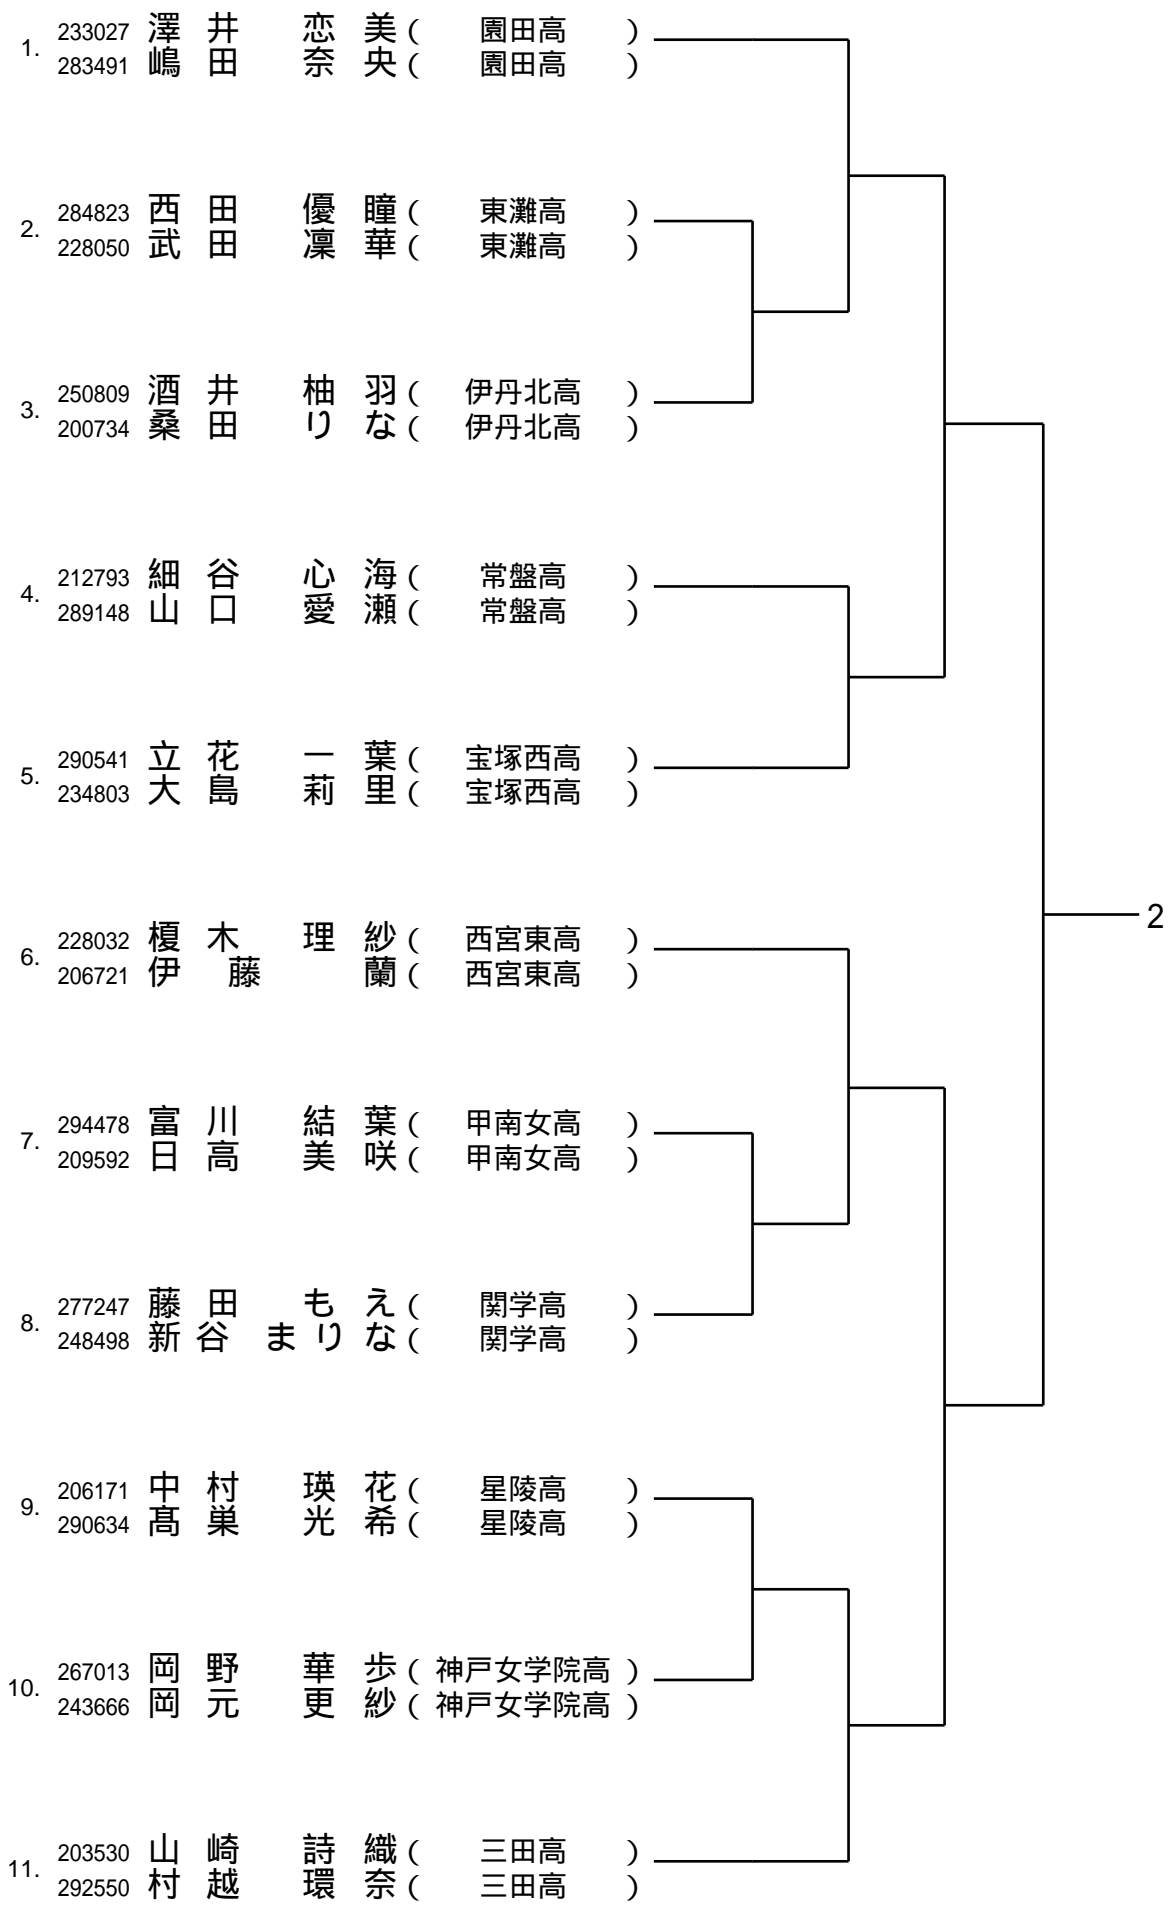 1. 233027 澤井 恋美 ( 園田高 )
283491 嶋田 奈央 ( 園田高 )
2. 284823 西田 優瞳 ( 東灘高 )
228050 武田 凜華 ( 東灘高 )
3. 250809 酒井 柚羽 ( 伊丹北高 )
200734 桑田 りな ( 伊丹北高 )
4. 212793 細谷 心海 ( 常盤高 )
289148 山口 愛瀬 ( 常盤高 )
5. 290541 立花 一葉 ( 宝塚西高 )
234803 大島 莉里 ( 宝塚西高 )
2
6. 228032 榎木 理紗 ( 西宮東高 )
206721 伊藤 蘭 ( 西宮東高 )
7. 294478 富川 結葉 ( 甲南女高 )
209592 日高 美咲 ( 甲南女高 )
8. 277247 藤田 もえ ( 関学高 )
248498 新谷 まりな ( 関学高 )
9. 206171 中村 瑛花 ( 星陵高 )
290634 髙巣 光希 ( 星陵高 )
10. 267013 岡野 華歩 ( 神戸女学院高 )
243666 岡元 更紗 ( 神戸女学院高 )
11. 203530 山崎 詩織 ( 三田高 )
292550 村越 環奈 ( 三田高 )